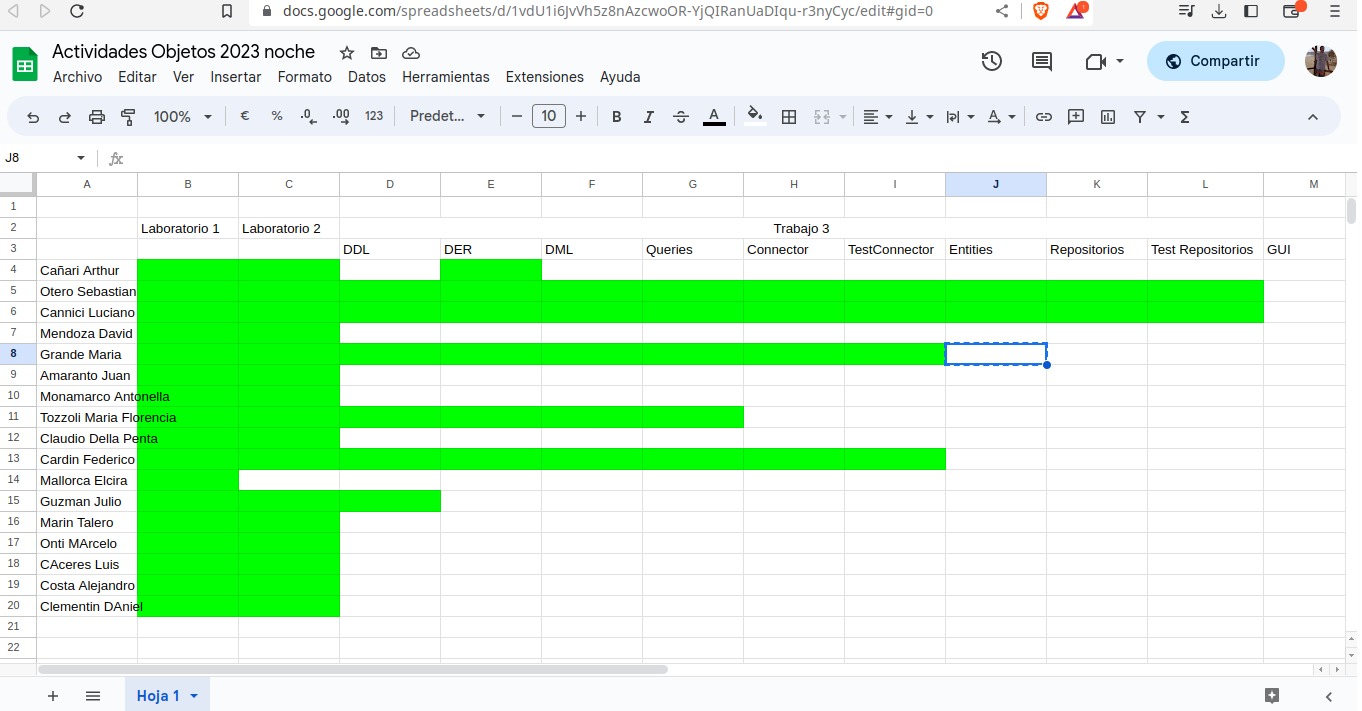 docs.google.com/spreadsheets/d/1vdU1i6JvVh5z8nAzcwoOR-YjQIRanUaDIqu-r3nyCyc/edit#gid=0
Actividades Objetos 2023 noche
Archivo Editar Ver Insertar Formato Datos Herramientas Extensiones Ayuda
Compartir
100% € % .0 .00 123 Predet... 10 B I S A Σ
J8 fx
A B C D E F G H I J K L M
1
2 Laboratorio 1 Laboratorio 2 Trabajo 3
3 DDL DER DML Queries Connector TestConnector Entities Repositorios Test Repositorios GUI
4 Cañari Arthur
5 Otero Sebastian
6 Cannici Luciano
7 Mendoza David
8 Grande Maria
9 Amaranto Juan
10 Monamarco Antonella
11 Tozzoli Maria Florencia
12 Claudio Della Penta
13 Cardin Federico
14 Mallorca Elcira
15 Guzman Julio
16 Marin Talero
17 Onti MArcelo
18 CAceres Luis
19 Costa Alejandro
20 Clementin DAniel
21
22
Hoja 1